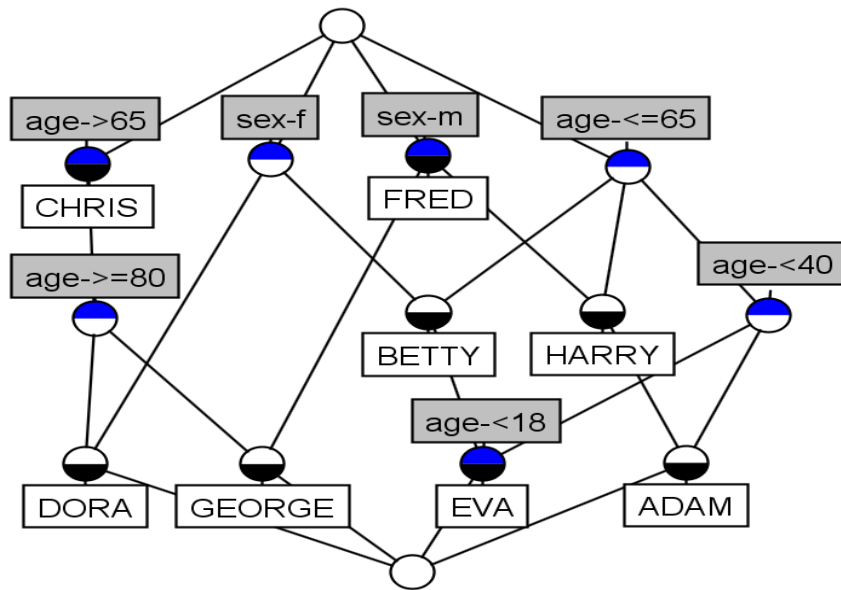 age->65
sex-f
sex-m
age-<=65
CHRIS
FRED
age->=80
age-<40
BETTY
HARRY
age-<18
DORA
GEORGE
EVA
ADAM